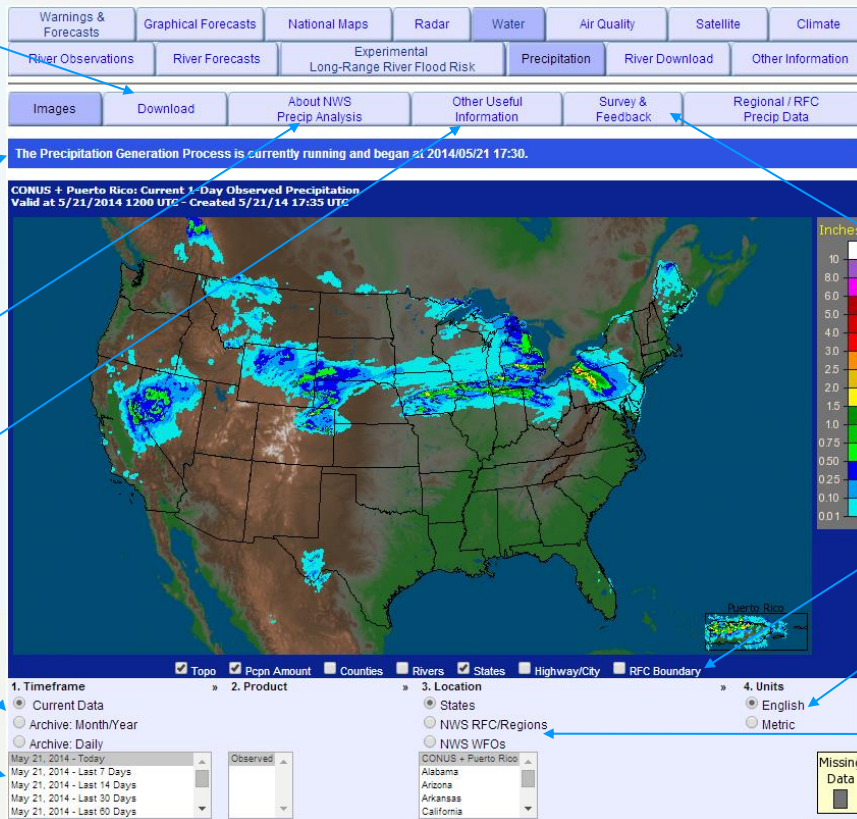 Warnings &
Forecasts
Graphical Forecasts
National Maps
Radar
Water
Air Quality
Satellite
Climate
River Observations
River Forecasts
Experimental
Long-Range River Flood Risk
Precipitation
River Download
Other Information
Images
Download
About NWS
Precip Analysis
Other Useful
Information
Survey &
Feedback
Regional / RFC
Precip Data
The Precipitation Generation Process is currently running and began at 2014/05/21 17:30.
CONUS + Puerto Rico: Current 1-Day Observed Precipitation
Valid at 5/21/2014 1200 UTC - Created 5/21/14 17:35 UTC
Inches
10
8.0
6.0
5.0
4.0
3.0
2.5
2.0
1.5
1.0
0.75
0.50
0.25
0.10
0.01
Puerto Rico
Topo Pcpn Amount Counties Rivers States Highway/City RFC Boundary
1. Timeframe » 2. Product » 3. Location » 4. Units
Current Data
Archive: Month/Year
Archive: Daily
May 21, 2014 - Today
May 21, 2014 - Last 7 Days
May 21, 2014 - Last 14 Days
May 21, 2014 - Last 30 Days
May 21, 2014 - Last 60 Days
Observed
States
NWS RFC/Regions
NWS WFOs
CONUS + Puerto Rico
Alabama
Arizona
Arkansas
California
English
Metric
Missing
Data